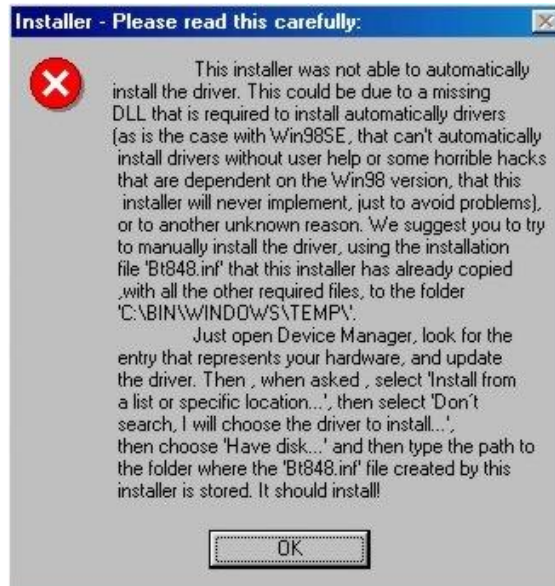 Installer - Please read this carefully:
This installer was not able to automatically
install the driver. This could be due to a missing
DLL that is required to install automatically drivers
(as is the case with Win98SE, that can't automatically
install drivers without user help or some horrible hacks
that are dependent on the Win98 version, that this
installer will never implement, just to avoid problems),
or to another unknown reason. We suggest you to try
to manually install the driver, using the installation
file 'Bt848.inf' that this installer has already copied
,with all the other required files, to the folder
'C:\BIN\WINDOWS\TEMP\'.
Just open Device Manager, look for the
entry that represents your hardware, and update
the driver. Then , when asked , select 'Install from
a list or specific location...', then select 'Don´t
search, I will choose the driver to install...',
then choose 'Have disk...' and then type the path to
the folder where the 'Bt848.inf' file created by this
installer is stored. It should install!
OK